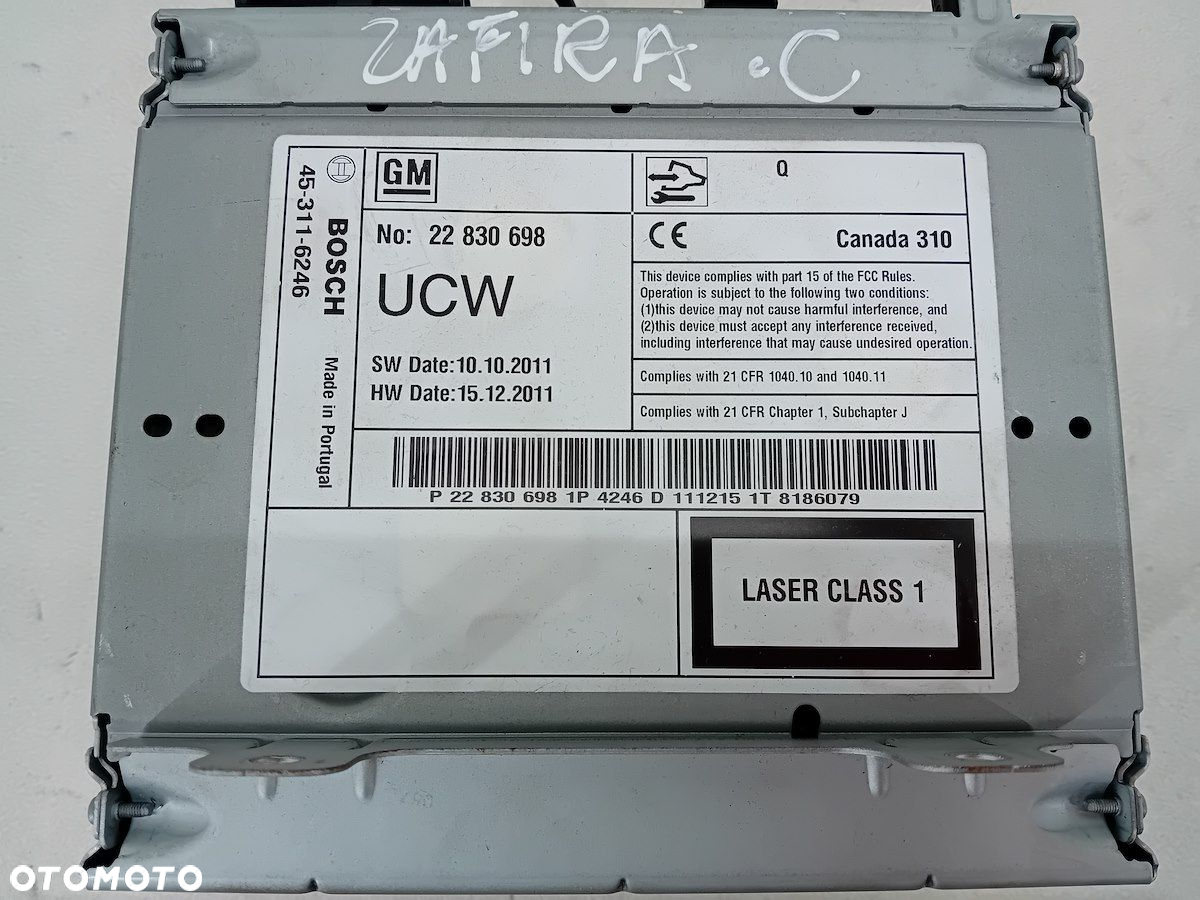 ZAFIRA .C
45-311-6246
BOSCH Made in Portugal
GM
No: 22 830 698
UCW
SW Date:10.10.2011
HW Date:15.12.2011
Q
CE
Canada 310
This device complies with part 15 of the FCC Rules.
Operation is subject to the following two conditions:
(1)this device may not cause harmful interference, and
(2)this device must accept any interference received,
including interference that may cause undesired operation.
Complies with 21 CFR 1040.10 and 1040.11
Complies with 21 CFR Chapter 1, Subchapter J
P 22 830 698 1P 4246 D 111215 1T 8186079
LASER CLASS 1
OTOMOTO